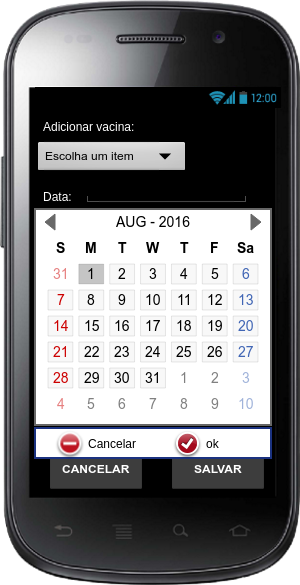 12:00
Adicionar vacina:
Escolha um item
Data:
AUG - 2016
S M T W T F Sa
31 1 2 3 4 5 6
7 8 9 10 11 12 13
14 15 16 17 18 19 20
21 22 23 24 25 26 27
28 29 30 31 1 2 3
4 5 6 7 8 9 10
Cancelar ok
CANCELAR SALVAR